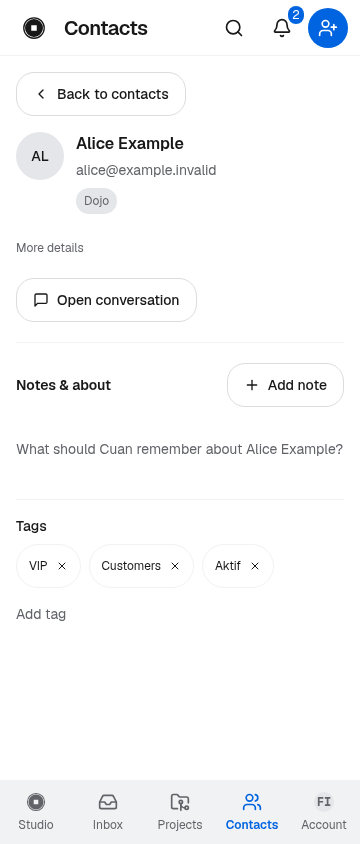 Contacts
2
Back to contacts
AL
Alice Example
alice@example.invalid
Dojo
More details
Open conversation
Notes & about
Add note
What should Cuan remember about Alice Example?
Tags
VIP
Customers
Aktif
Add tag
Studio
Inbox
Projects
Contacts
FI
Account